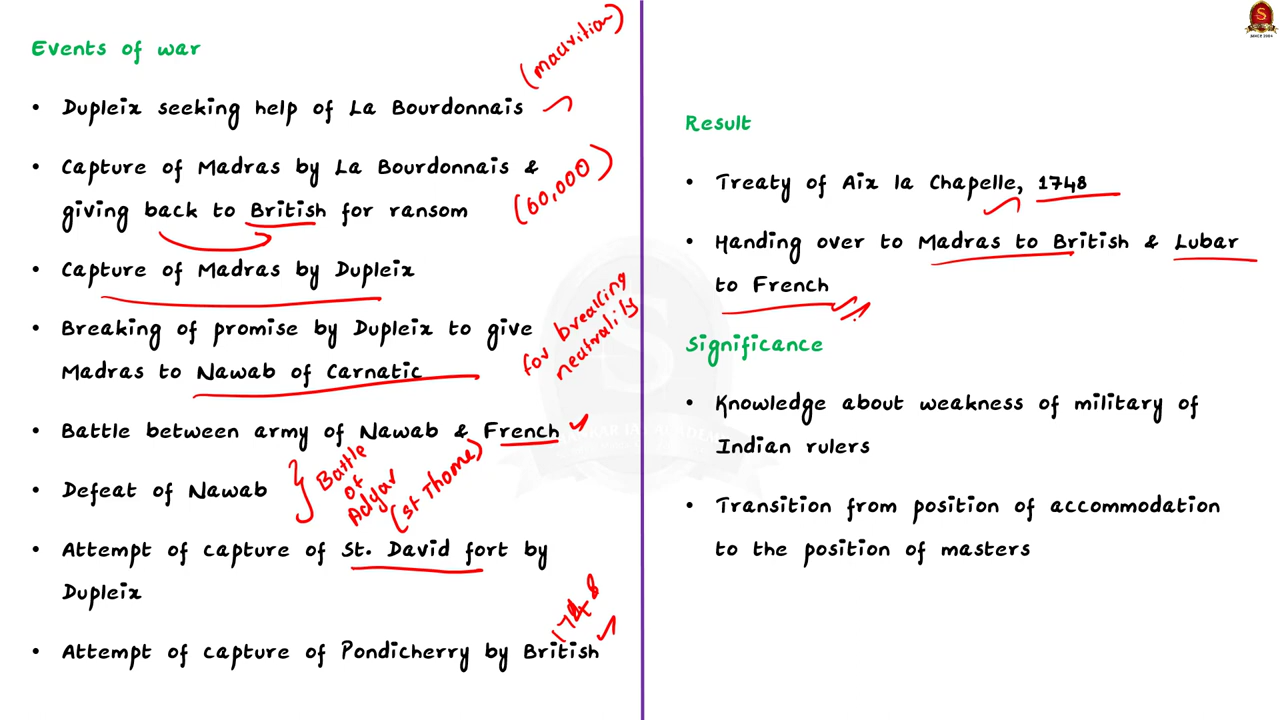 Events of war
• Dupleix seeking help of La Bourdonnais
(madrition)
• Capture of Madras by La Bourdonnais &
giving back to British for ransom
(60,000)
• Capture of Madras by Dupleix
• Breaking of promise by Dupleix to give
Madras to Nawab of Carnatic
for breaking
neutrality
• Battle between army of Nawab & French
• Defeat of Nawab
Battle
of
Adyar
(St Thome)
• Attempt of capture of St. David fort by
Dupleix
• Attempt of capture of Pondicherry by British
1748
Result
• Treaty of Aix la Chapelle, 1748
• Handing over to Madras to British & Lubar
to French
Significance
• Knowledge about weakness of military of
Indian rulers
• Transition from position of accommodation
to the position of masters
S
SINCE 2004